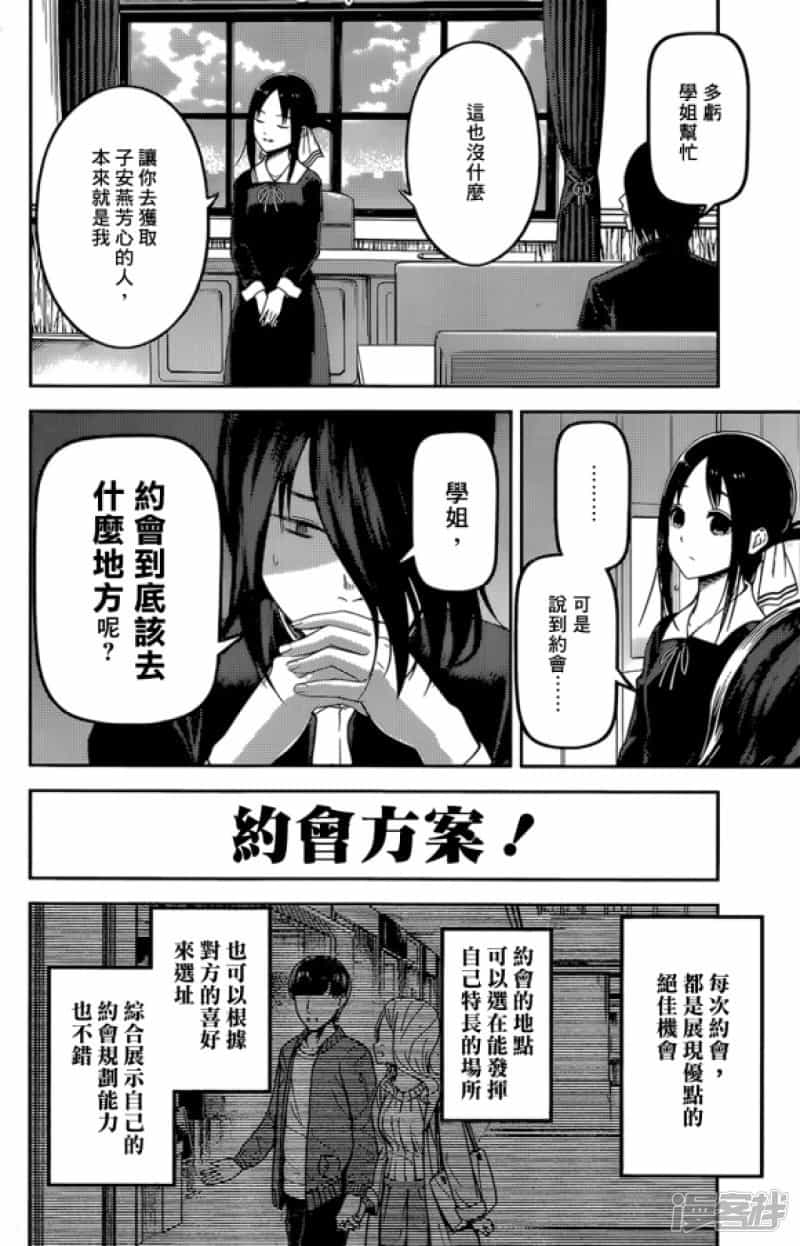 多虧
學姐幫忙
這也沒什麼
讓你去獲取
子安燕芳心的人，
本來就是我
………
可是
說到約會……
學姐，
約會到底該去
什麼地方呢？
約會方案！
每次約會，
都是展現優點的
絕佳機會
約會的地點
可以選在能發揮
自己特長的場所
也可以根據
對方的喜好
來選址
綜合展示自己的
約會規劃能力
也不錯
漫客栈